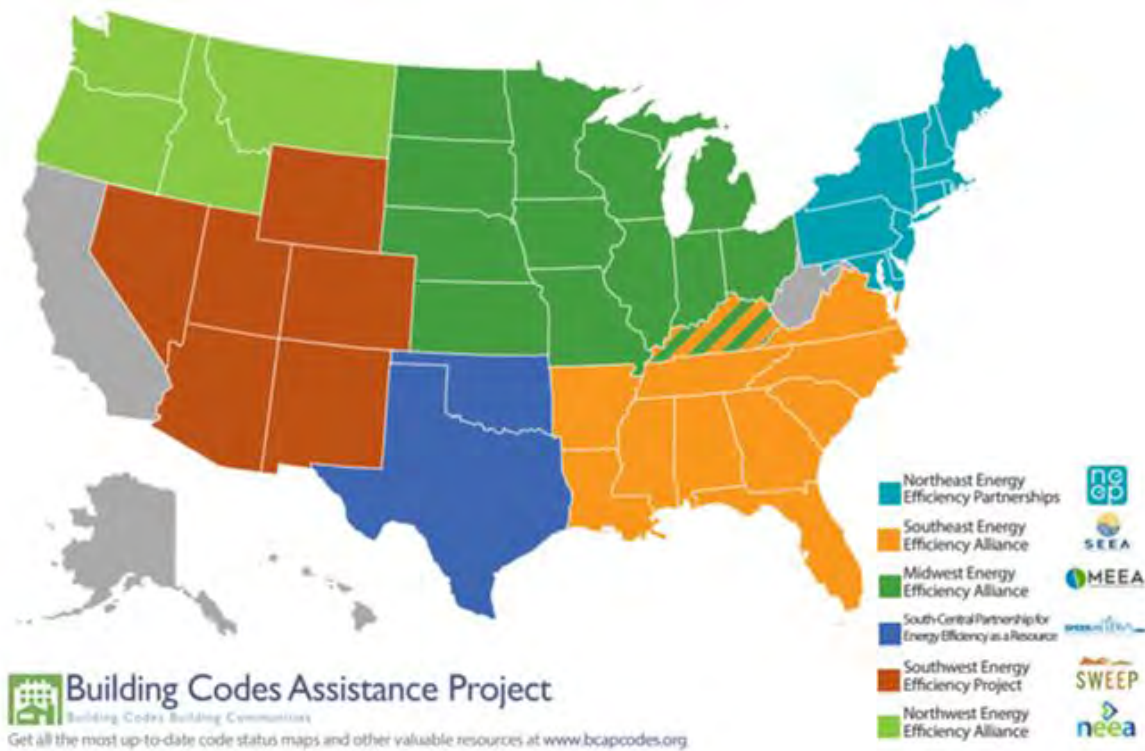 Northeast Energy
Efficiency Partnerships
ne
ep
Southeast Energy
Efficiency Alliance
SEEA
Midwest Energy
Efficiency Alliance
MEEA
South-Central Partnership for
Energy Efficiency as a Resource
Southwest Energy
Efficiency Project
SWEEP
Northwest Energy
Efficiency Alliance
neea
Building Codes Assistance Project
Building Codes Building Communities
Get all the most up-to-date code status maps and other valuable resources at www.bcapcodes.org